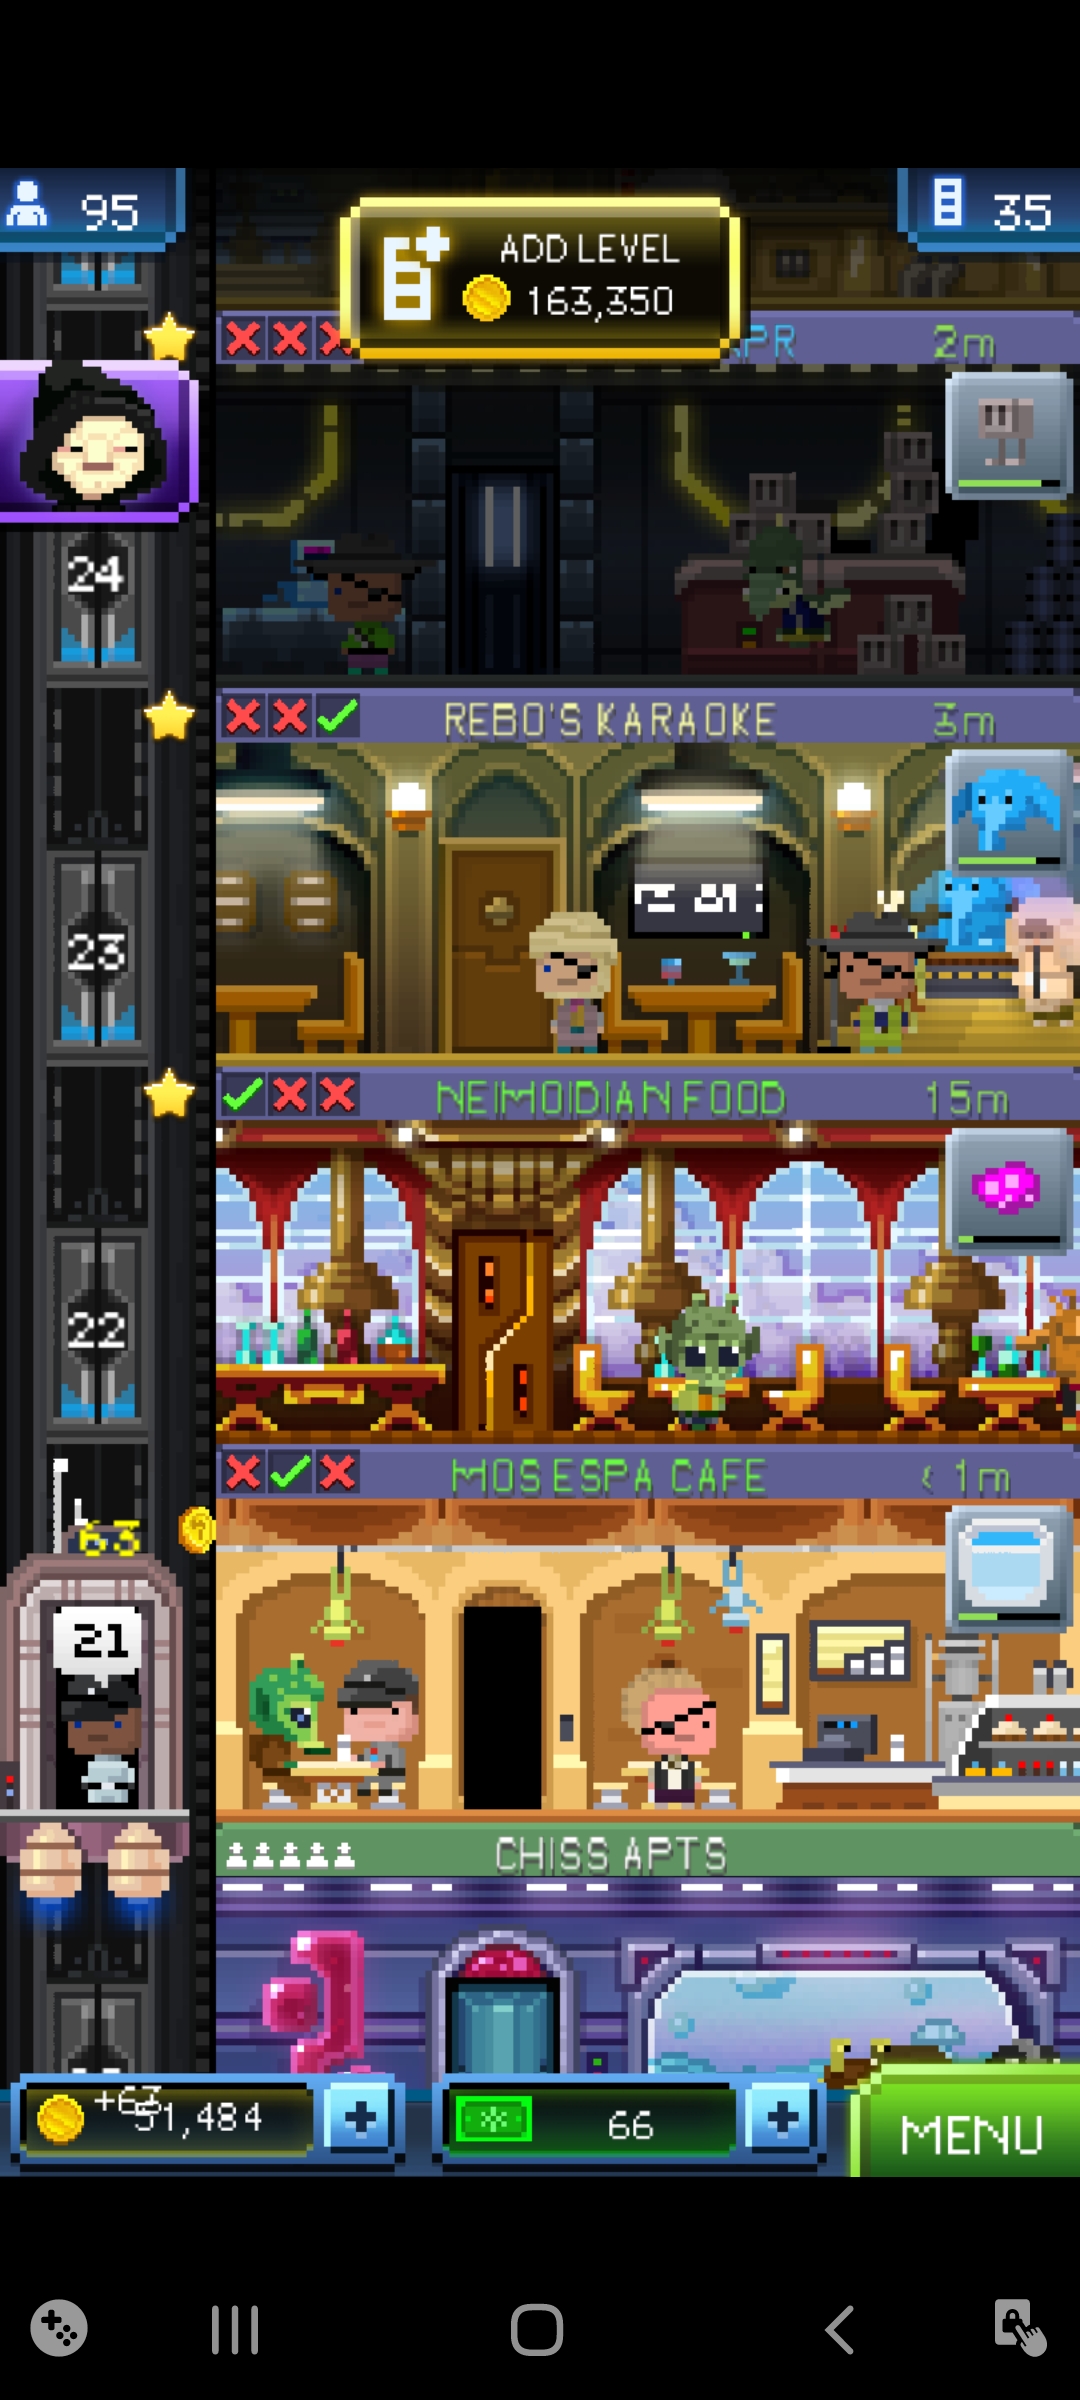 95
ADD LEVEL
163,350
35
2m
24
REBO'S KARAOKE 3m
23
NEIMOIDIAN FOOD 15m
22
MOS ESPA CAFE < 1m
63
21
CHISS APTS
+63
51,484
66
MENU